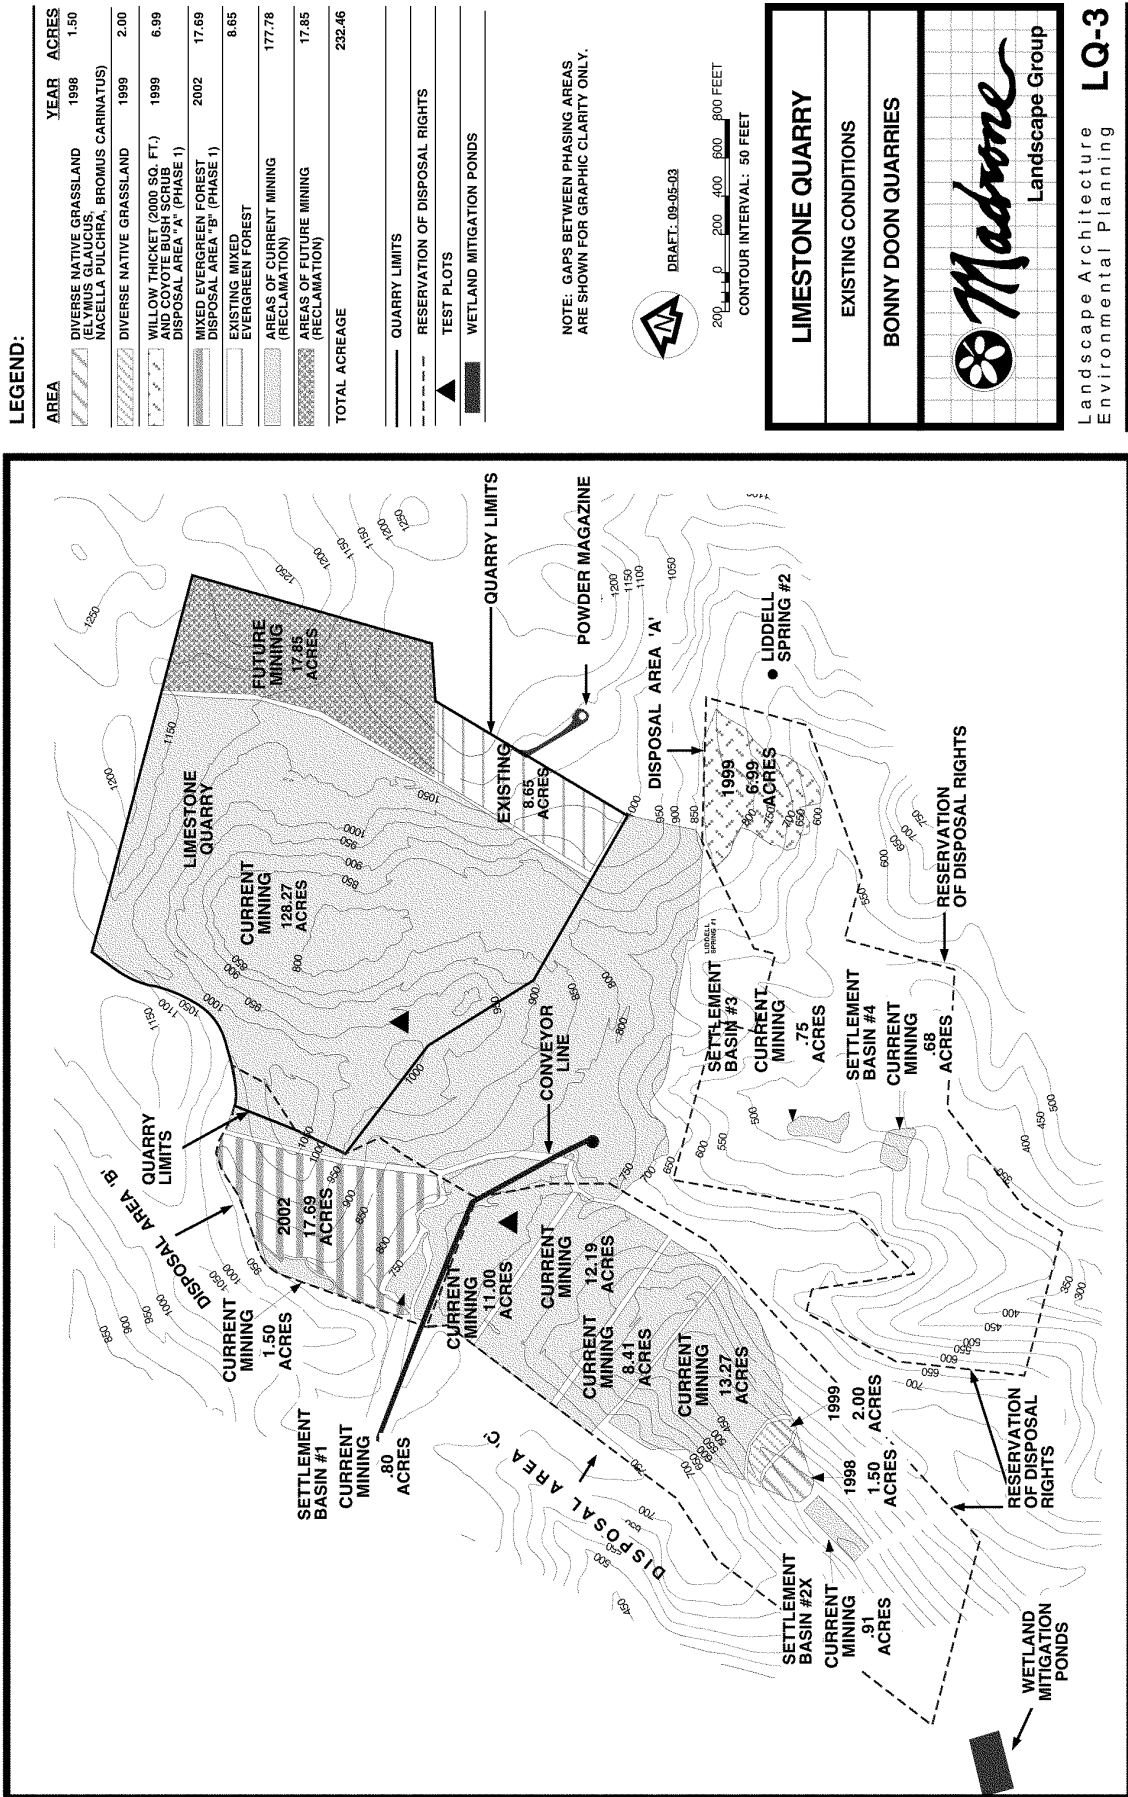 LEGEND:
AREA YEAR ACRES
DIVERSE NATIVE GRASSLAND 1998 1.50
(ELYMUS GLAUCUS,
NACELLA PULCHRA, BROMUS CARINATUS)
DIVERSE NATIVE GRASSLAND 1999 2.00
WILLOW THICKET (2000 SQ. FT.) 1999 6.99
AND COYOTE BUSH SCRUB
DISPOSAL AREA "A" (PHASE 1)
MIXED EVERGREEN FOREST 2002 17.69
DISPOSAL AREA "B" (PHASE 1)
EXISTING MIXED 8.65
EVERGREEN FOREST
AREAS OF CURRENT MINING 177.78
(RECLAMATION)
AREAS OF FUTURE MINING 17.85
(RECLAMATION)
TOTAL ACREAGE 232.46
QUARRY LIMITS
RESERVATION OF DISPOSAL RIGHTS
TEST PLOTS
WETLAND MITIGATION PONDS
NOTE: GAPS BETWEEN PHASING AREAS
ARE SHOWN FOR GRAPHIC CLARITY ONLY.
N
DRAFT: 09-05-03
200 0 200 400 600 800 FEET
CONTOUR INTERVAL: 50 FEET
LIMESTONE QUARRY
EXISTING CONDITIONS
BONNY DOON QUARRIES
Madrone
Landscape Group
Landscape Architecture
Environmental Planning
LQ-3
FUTURE
MINING
17.85
ACRES
QUARRY LIMITS
POWDER MAGAZINE
LIMESTONE
QUARRY
CURRENT
MINING
128.27
ACRES
EXISTING
8.65
ACRES
DISPOSAL AREA 'A'
LIDDELL
SPRING #2
1999
6.99
ACRES
RESERVATION
OF DISPOSAL RIGHTS
LIDDELL
SPRING #1
SETTLEMENT
BASIN #3
CURRENT
MINING
.75
ACRES
SETTLEMENT
BASIN #4
CURRENT
MINING
.68
ACRES
CONVEYOR
LINE
QUARRY
LIMITS
DISPOSAL AREA 'B'
2002
17.69
ACRES
CURRENT
MINING
1.50
ACRES
CURRENT
MINING
11.00
ACRES
CURRENT
MINING
12.19
ACRES
CURRENT
MINING
8.41
ACRES
CURRENT
MINING
13.27
ACRES
SETTLEMENT
BASIN #1
CURRENT
MINING
.80
ACRES
DISPOSAL AREA 'C'
1999
2.00
ACRES
1998
1.50
ACRES
RESERVATION
OF DISPOSAL
RIGHTS
SETTLEMENT
BASIN #2X
CURRENT
MINING
.91
ACRES
WETLAND
MITIGATION
PONDS